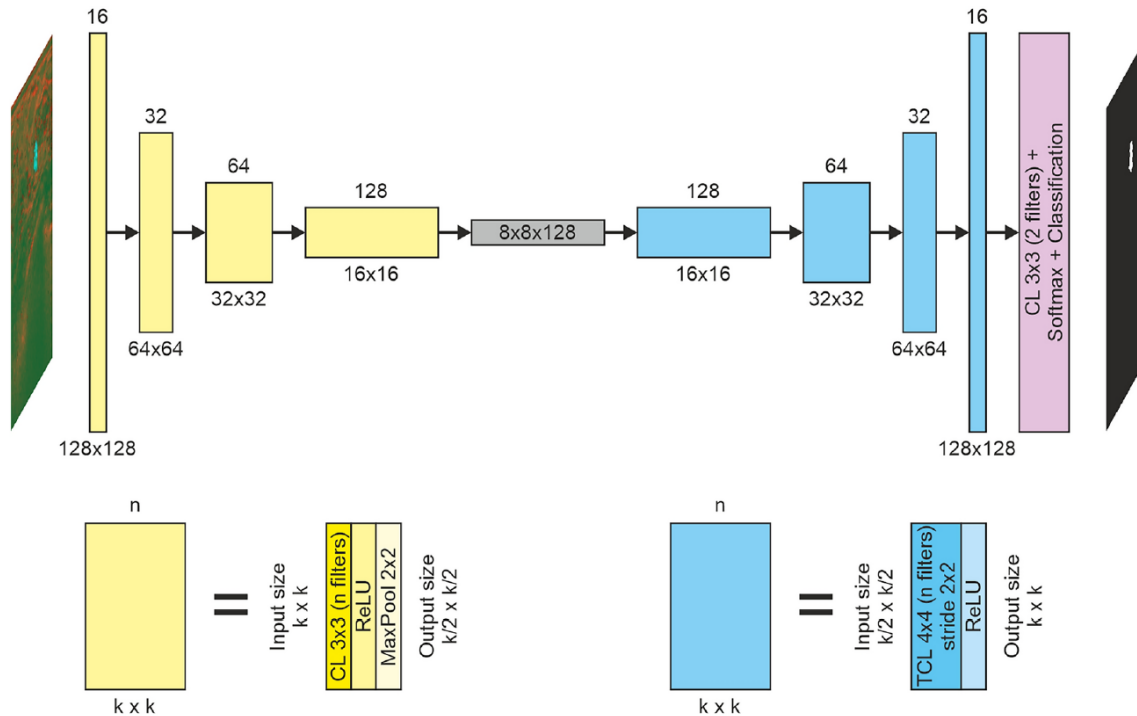 16
32
64
128
8x8x128
128
64
32
16
16x16
32x32
64x64
128x128
16x16
32x32
64x64
128x128
CL 3x3 (2 filters) +
Softmax + Classification
n
k x k
=
Input size
k x k
CL 3x3 (n filters)
ReLU
MaxPool 2x2
Output size
k/2 x k/2
n
k x k
=
Input size
k/2 x k/2
TCL 4x4 (n filters)
stride 2x2
ReLU
Output size
k x k